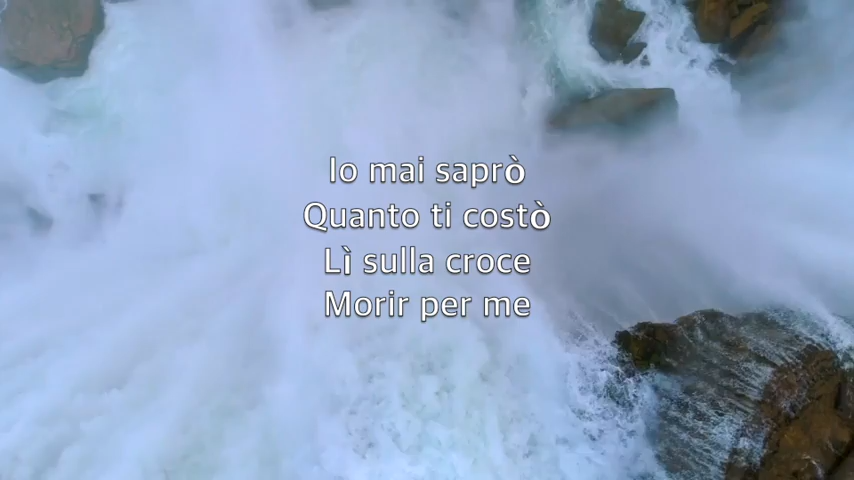 Io mai saprò
Quanto ti costò
Lì sulla croce
Morir per me